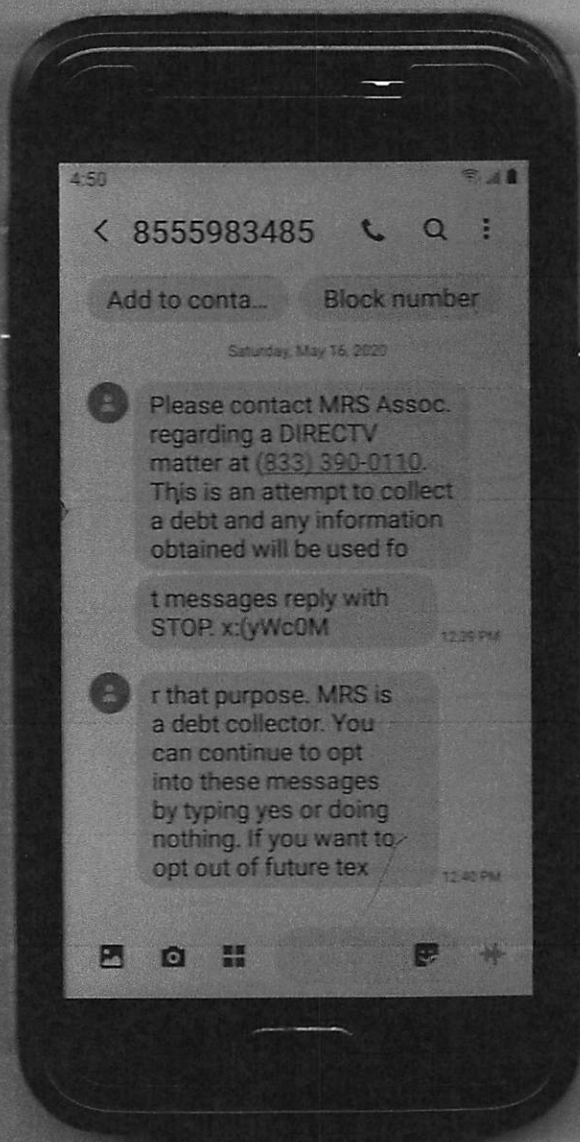 4:50
8555983485
Add to conta...
Block number
Saturday, May 16, 2020
Please contact MRS Assoc.
regarding a DIRECTV
matter at (833) 390-0110.
This is an attempt to collect
a debt and any information
obtained will be used fo
t messages reply with
STOP. x:(yWc0M
12:39 PM
r that purpose. MRS is
a debt collector. You
can continue to opt
into these messages
by typing yes or doing
nothing. If you want to
opt out of future tex
12:40 PM